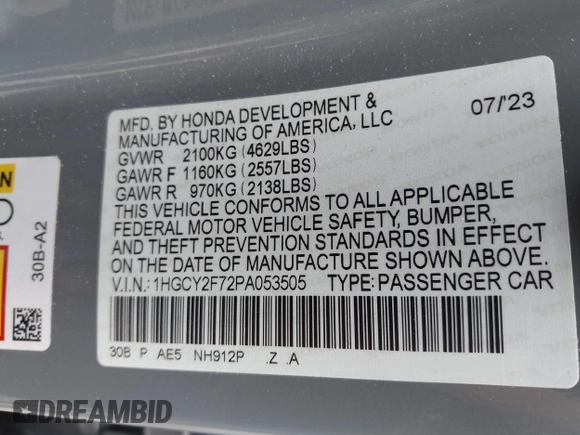 MFD. BY HONDA DEVELOPMENT &
MANUFACTURING OF AMERICA, LLC
07/'23
GVWR 2100KG (4629LBS)
GAWR F 1160KG (2557LBS)
GAWR R 970KG (2138LBS)
THIS VEHICLE CONFORMS TO ALL APPLICABLE
FEDERAL MOTOR VEHICLE SAFETY, BUMPER,
AND THEFT PREVENTION STANDARDS IN EFFECT
ON THE DATE OF MANUFACTURE SHOWN ABOVE.
V.I.N.:1HGCY2F72PA053505 TYPE:PASSENGER CAR
30B P AE5 NH912P .Z .A
30B-A2
DREAMBID